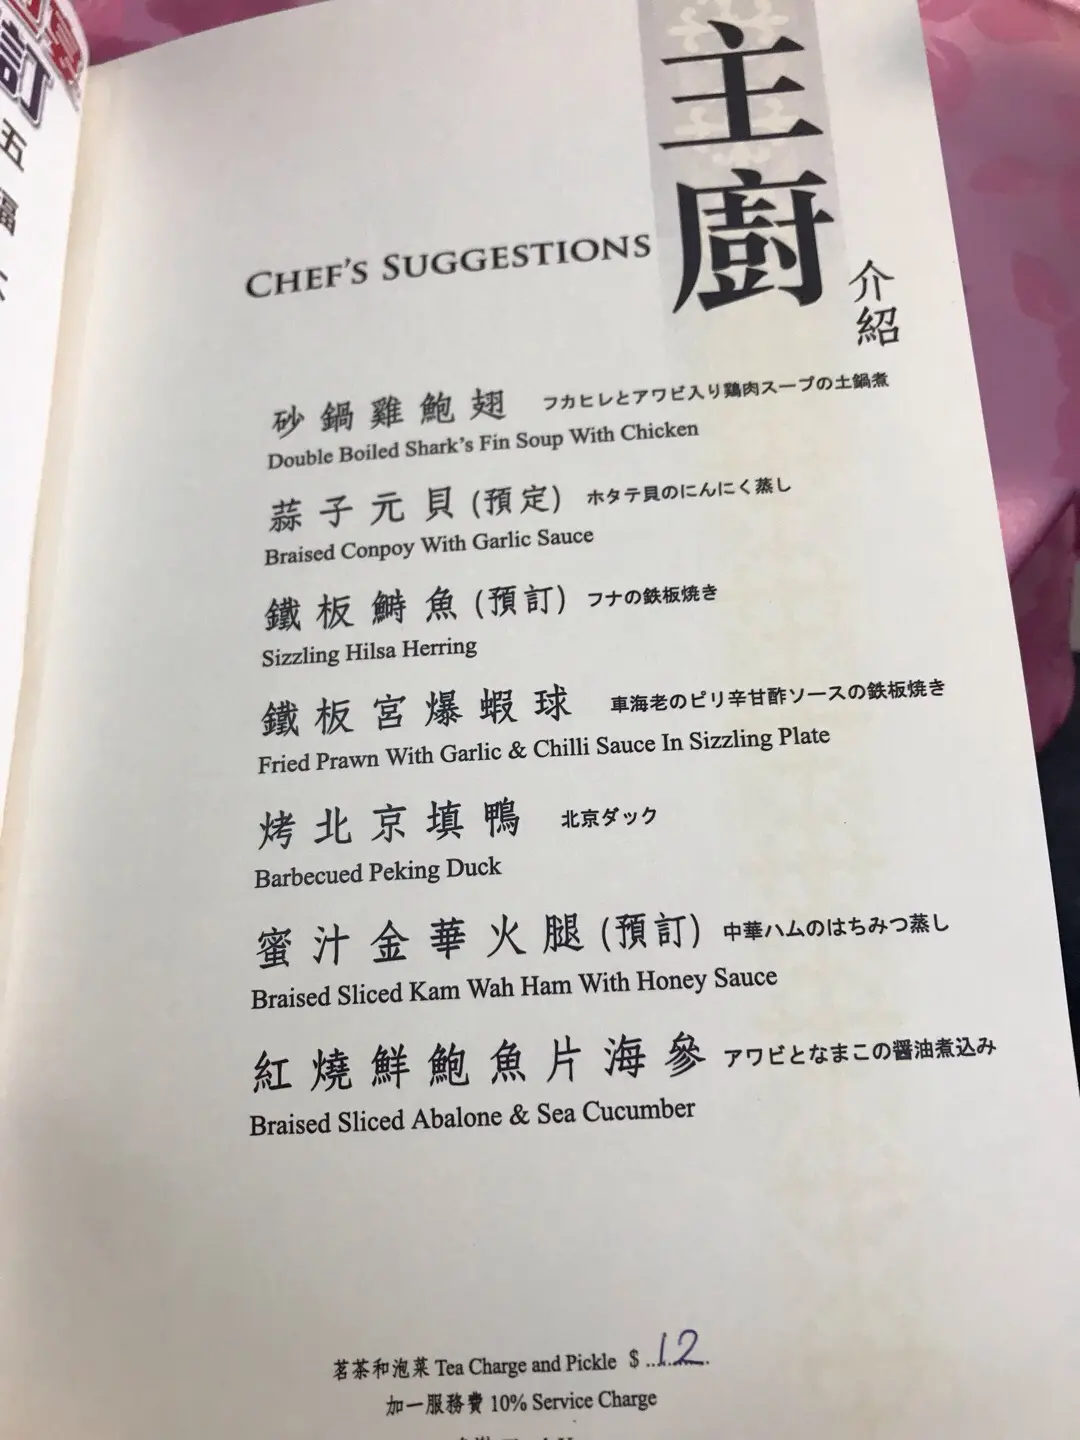 訂
五
福
主廚
介紹
CHEF'S SUGGESTIONS
砂鍋雞鮑翅 フカヒレとアワビ入り鶏肉スープの土鍋煮
Double Boiled Shark's Fin Soup With Chicken
蒜子元貝(預定) ホタテ貝のにんにく蒸し
Braised Conpoy With Garlic Sauce
鐵板鰣魚(預訂) フナの鉄板焼き
Sizzling Hilsa Herring
鐵板宮爆蝦球 車海老のピリ辛甘酢ソースの鉄板焼き
Fried Prawn With Garlic & Chilli Sauce In Sizzling Plate
烤北京填鴨 北京ダック
Barbecued Peking Duck
蜜汁金華火腿(預訂) 中華ハムのはちみつ蒸し
Braised Sliced Kam Wah Ham With Honey Sauce
紅燒鮮鮑魚片海參 アワビとなまこの醤油煮込み
Braised Sliced Abalone & Sea Cucumber
茗茶和泡菜 Tea Charge and Pickle $ ..12..
加一服務費 10% Service Charge